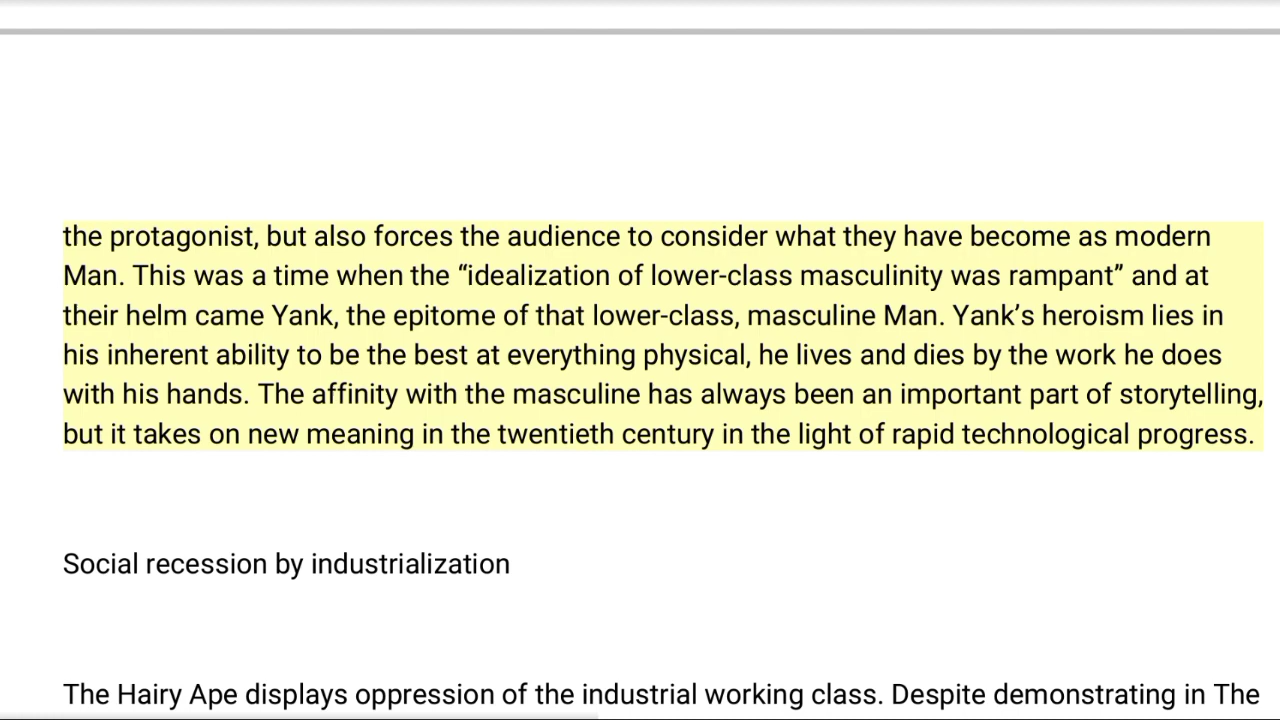 the protagonist, but also forces the audience to consider what they have become as modern
Man. This was a time when the “idealization of lower-class masculinity was rampant” and at
their helm came Yank, the epitome of that lower-class, masculine Man. Yank’s heroism lies in
his inherent ability to be the best at everything physical, he lives and dies by the work he does
with his hands. The affinity with the masculine has always been an important part of storytelling,
but it takes on new meaning in the twentieth century in the light of rapid technological progress.
Social recession by industrialization
The Hairy Ape displays oppression of the industrial working class. Despite demonstrating in The